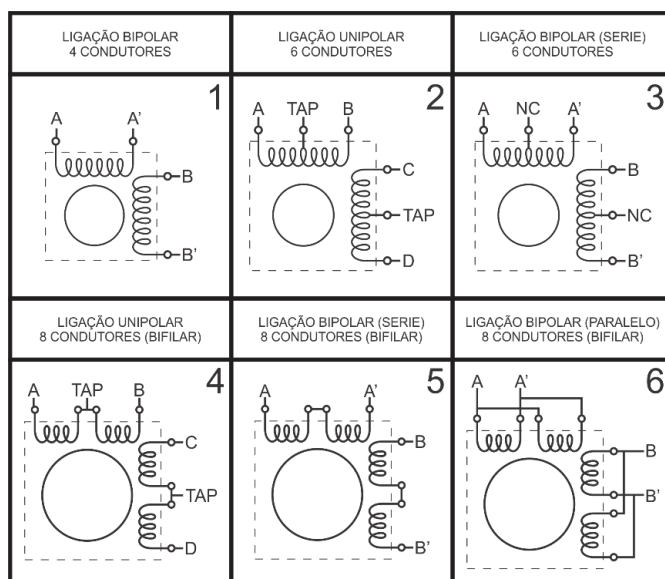 LIGAÇÃO BIPOLAR
4 CONDUTORES
LIGAÇÃO UNIPOLAR
6 CONDUTORES
LIGAÇÃO BIPOLAR (SERIE)
6 CONDUTORES
1
A A'
B
B'
2
A TAP B
C
TAP
D
3
A NC A'
B
NC
B'
LIGAÇÃO UNIPOLAR
8 CONDUTORES (BIFILAR)
LIGAÇÃO BIPOLAR (SERIE)
8 CONDUTORES (BIFILAR)
LIGAÇÃO BIPOLAR (PARALELO)
8 CONDUTORES (BIFILAR)
4
A TAP B
C
TAP
D
5
A A'
B
B'
6
A A'
B
B'